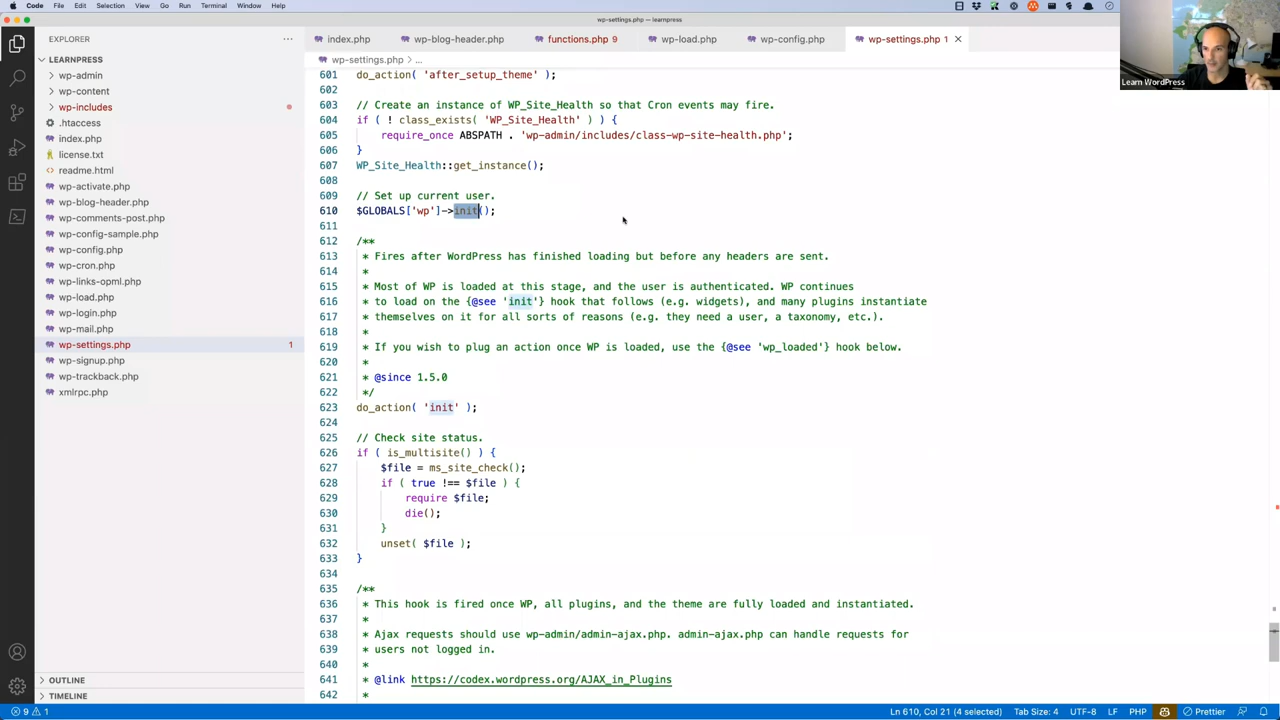 Code File Edit Selection View Go Run Terminal Window Help
wp-settings.php — learnpress
EXPLORER
LEARNPRESS
wp-admin
wp-content
wp-includes
.htaccess
index.php
license.txt
readme.html
wp-activate.php
wp-blog-header.php
wp-comments-post.php
wp-config-sample.php
wp-config.php
wp-cron.php
wp-links-opml.php
wp-load.php
wp-login.php
wp-mail.php
wp-settings.php 1
wp-signup.php
wp-trackback.php
xmlrpc.php
OUTLINE
TIMELINE
index.php wp-blog-header.php functions.php 9 wp-load.php wp-config.php wp-settings.php 1
wp-settings.php > ...
601 do_action( 'after_setup_theme' );
602
603 // Create an instance of WP_Site_Health so that Cron events may fire.
604 if ( ! class_exists( 'WP_Site_Health' ) ) {
605 require_once ABSPATH . 'wp-admin/includes/class-wp-site-health.php';
606 }
607 WP_Site_Health::get_instance();
608
609 // Set up current user.
610 $GLOBALS['wp']->init();
611
612 /**
613 * Fires after WordPress has finished loading but before any headers are sent.
614 *
615 * Most of WP is loaded at this stage, and the user is authenticated. WP continues
616 * to load on the {@see 'init'} hook that follows (e.g. widgets), and many plugins instantiate
617 * themselves on it for all sorts of reasons (e.g. they need a user, a taxonomy, etc.).
618 *
619 * If you wish to plug an action once WP is loaded, use the {@see 'wp_loaded'} hook below.
620 *
621 * @since 1.5.0
622 */
623 do_action( 'init' );
624
625 // Check site status.
626 if ( is_multisite() ) {
627 $file = ms_site_check();
628 if ( true !== $file ) {
629 require $file;
630 die();
631 }
632 unset( $file );
633 }
634
635 /**
636 * This hook is fired once WP, all plugins, and the theme are fully loaded and instantiated.
637 *
638 * Ajax requests should use wp-admin/admin-ajax.php. admin-ajax.php can handle requests for
639 * users not logged in.
640 *
641 * @link https://codex.wordpress.org/AJAX_in_Plugins
642 *
Learn WordPress
9 1 Ln 610, Col 21 (4 selected) Tab Size: 4 UTF-8 LF PHP Prettier